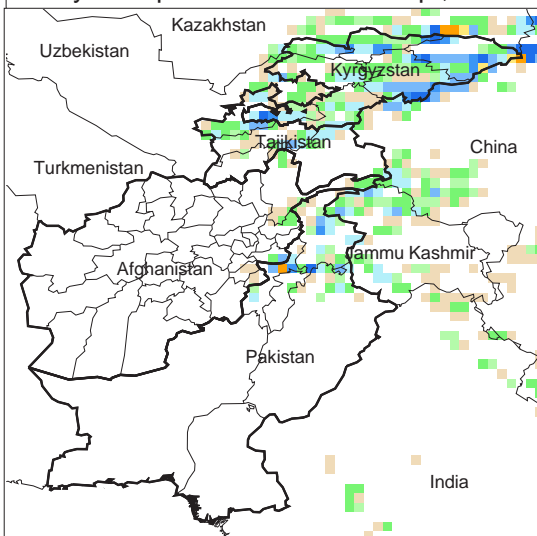 Kazakhstan
Uzbekistan
Kyrgyzstan
Tajikistan
China
Turkmenistan
Jammu Kashmir
Afghanistan
Pakistan
India